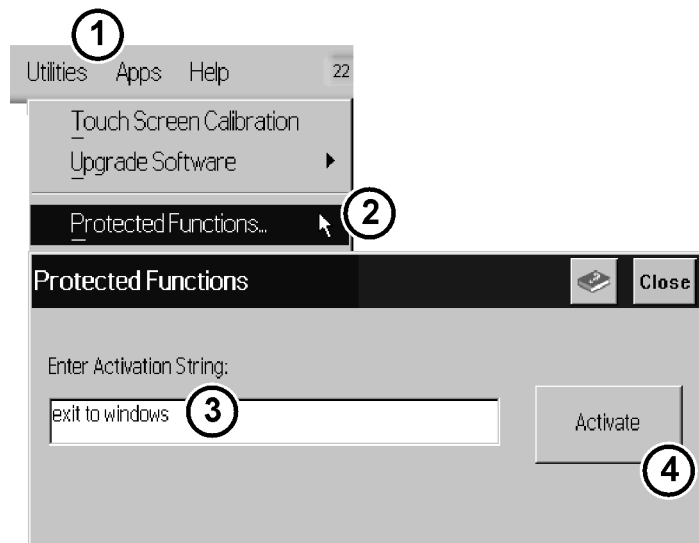 1
Utilities Apps Help 22
Touch Screen Calibration
Upgrade Software
Protected Functions... 2
Protected Functions Close
Enter Activation String:
exit to windows 3
Activate
4